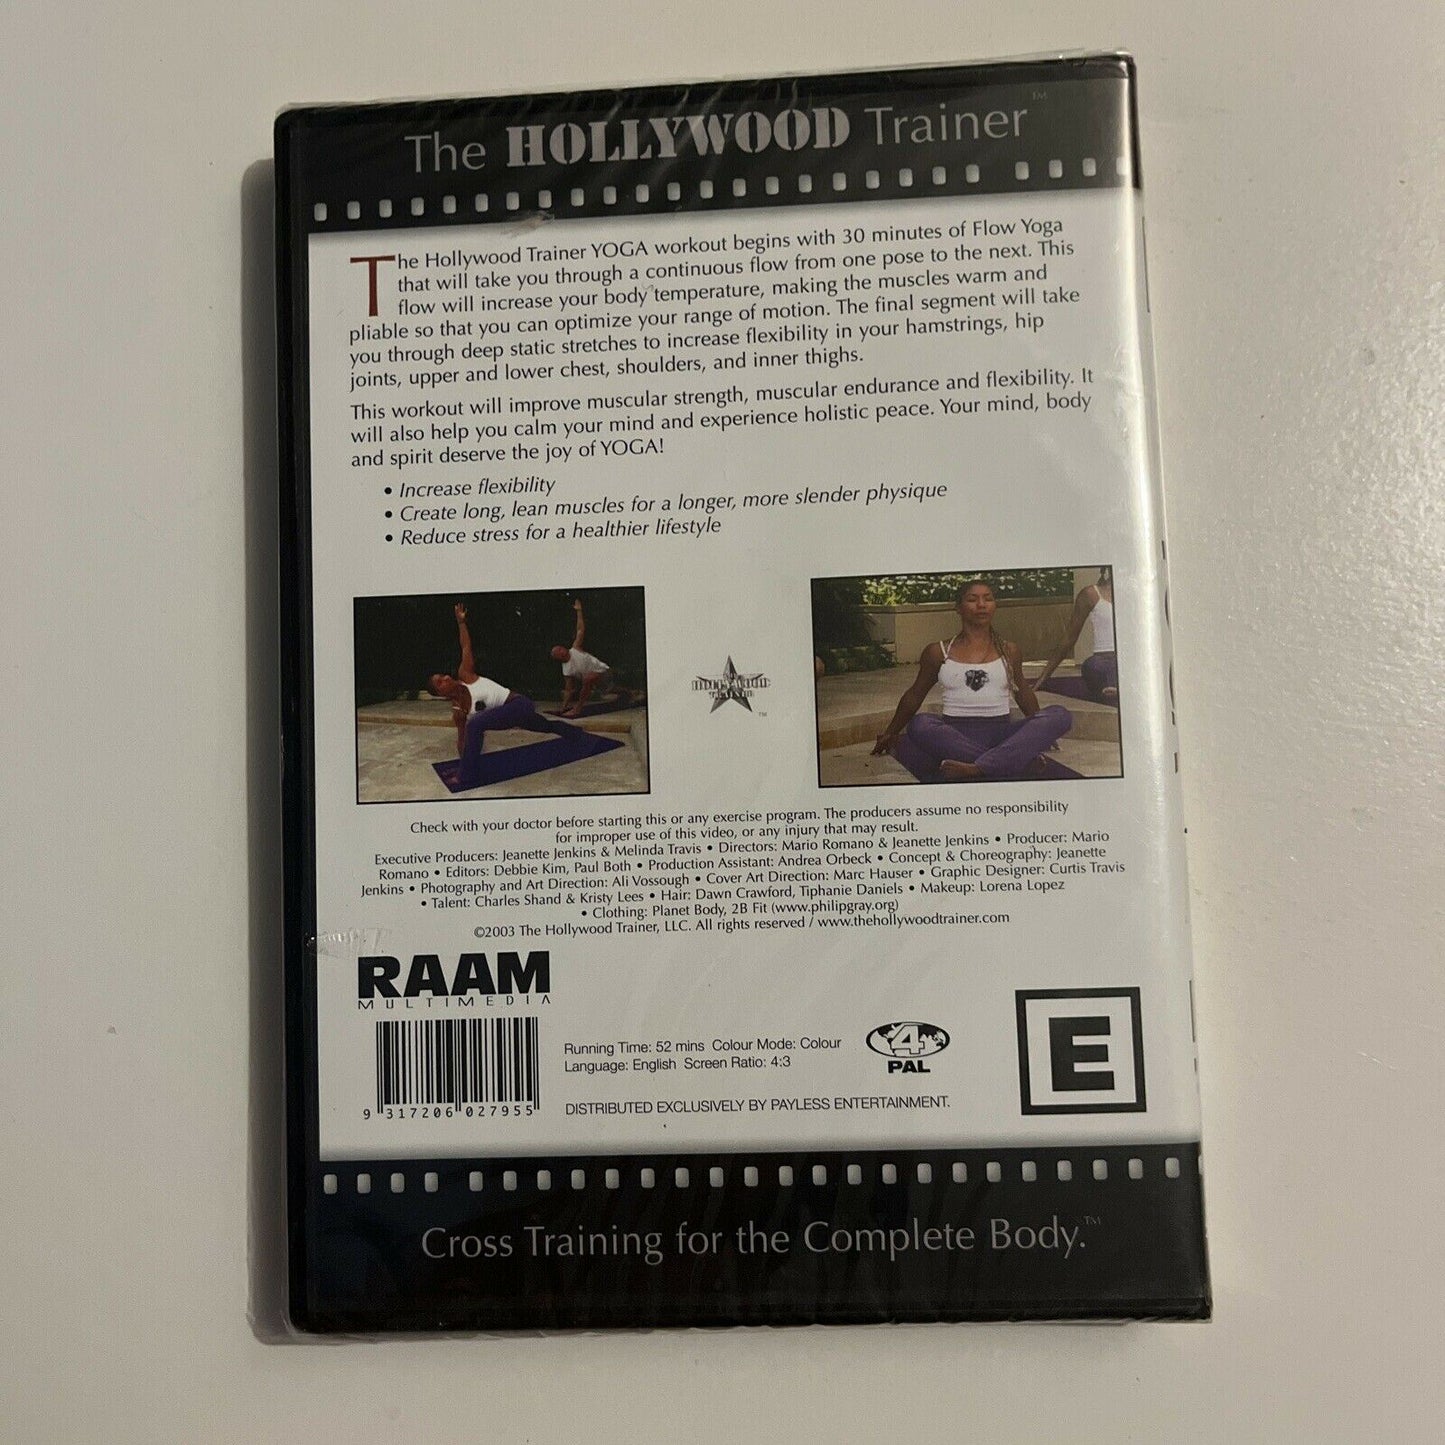 The HOLLYWOOD Trainer™
The Hollywood Trainer YOGA workout begins with 30 minutes of Flow Yoga
that will take you through a continuous flow from one pose to the next. This
flow will increase your body temperature, making the muscles warm and
pliable so that you can optimize your range of motion. The final segment will take
you through deep static stretches to increase flexibility in your hamstrings, hip
joints, upper and lower chest, shoulders, and inner thighs.
This workout will improve muscular strength, muscular endurance and flexibility. It
will also help you calm your mind and experience holistic peace. Your mind, body
and spirit deserve the joy of YOGA!
• Increase flexibility
• Create long, lean muscles for a longer, more slender physique
• Reduce stress for a healthier lifestyle
HOLLYWOOD
TRAINER
™
Check with your doctor before starting this or any exercise program. The producers assume no responsibility
for improper use of this video, or any injury that may result.
Executive Producers: Jeanette Jenkins & Melinda Travis • Directors: Mario Romano & Jeanette Jenkins • Producer: Mario
Romano • Editors: Debbie Kim, Paul Both • Production Assistant: Andrea Orbeck • Concept & Choreography: Jeanette
Jenkins • Photography and Art Direction: Ali Vossough • Cover Art Direction: Marc Hauser • Graphic Designer: Curtis Travis
• Talent: Charles Shand & Kristy Lees • Hair: Dawn Crawford, Tiphanie Daniels • Makeup: Lorena Lopez
• Clothing: Planet Body, 2B Fit (www.philipgray.org)
©2003 The Hollywood Trainer, LLC. All rights reserved / www.thehollywoodtrainer.com
RAAM
MULTIMEDIA
9 317206 027955
Running Time: 52 mins Colour Mode: Colour
Language: English Screen Ratio: 4:3
DISTRIBUTED EXCLUSIVELY BY PAYLESS ENTERTAINMENT.
4
PAL
E
Cross Training for the Complete Body.™